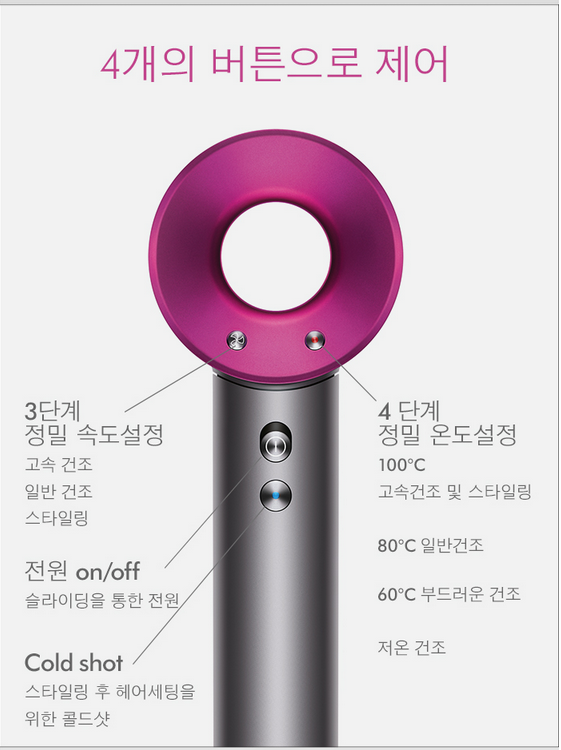 4개의 버튼으로 제어
3단계
정밀 속도설정
고속 건조
일반 건조
스타일링
전원 on/off
슬라이딩을 통한 전원
Cold shot
스타일링 후 헤어세팅을
위한 콜드샷
4 단계
정밀 온도설정
100°C
고속건조 및 스타일링
80°C 일반건조
60°C 부드러운 건조
저온 건조